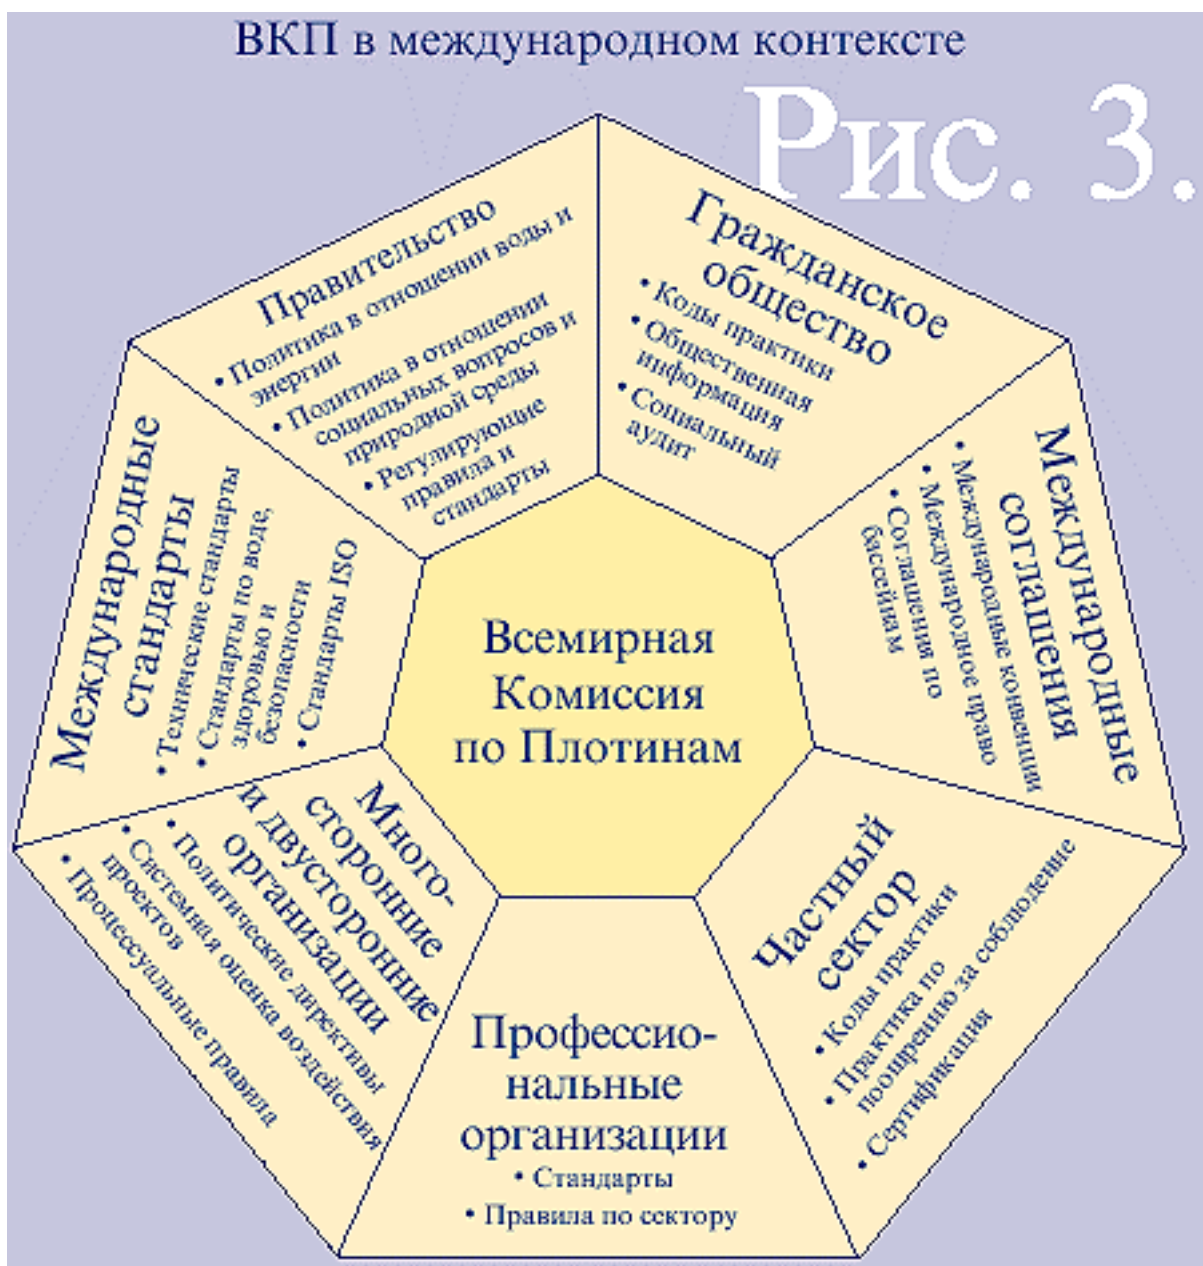 ВКП в международном контексте
Рис. 3.
Правительство
• Политика в отношении воды и
энергии
• Политика в отношении
социальных вопросов и
природной среды
• Регулирующие
правила и
стандарты
Гражданское
общество
• Коды практики
• Общественная
информация
• Социальный
аудит
Международные
соглашения
• Международные конвенции
• Международное право
• Соглашения по
бассейнам
Частный
сектор
• Коды практики
• Практика по
поощрению за соблюдение
• Сертификация
Профессио-
нальные
организации
• Стандарты
• Правила по сектору
Много-
сторонние
и двусторонние
организации
• Политические директивы
• Системная оценка воздействия
проектов
• Процессуальные правила
Международные
стандарты
• Технические стандарты
• Стандарты по воде,
здоровью и
безопасности
• Стандарты ISO
Всемирная
Комиссия
по Плотинам